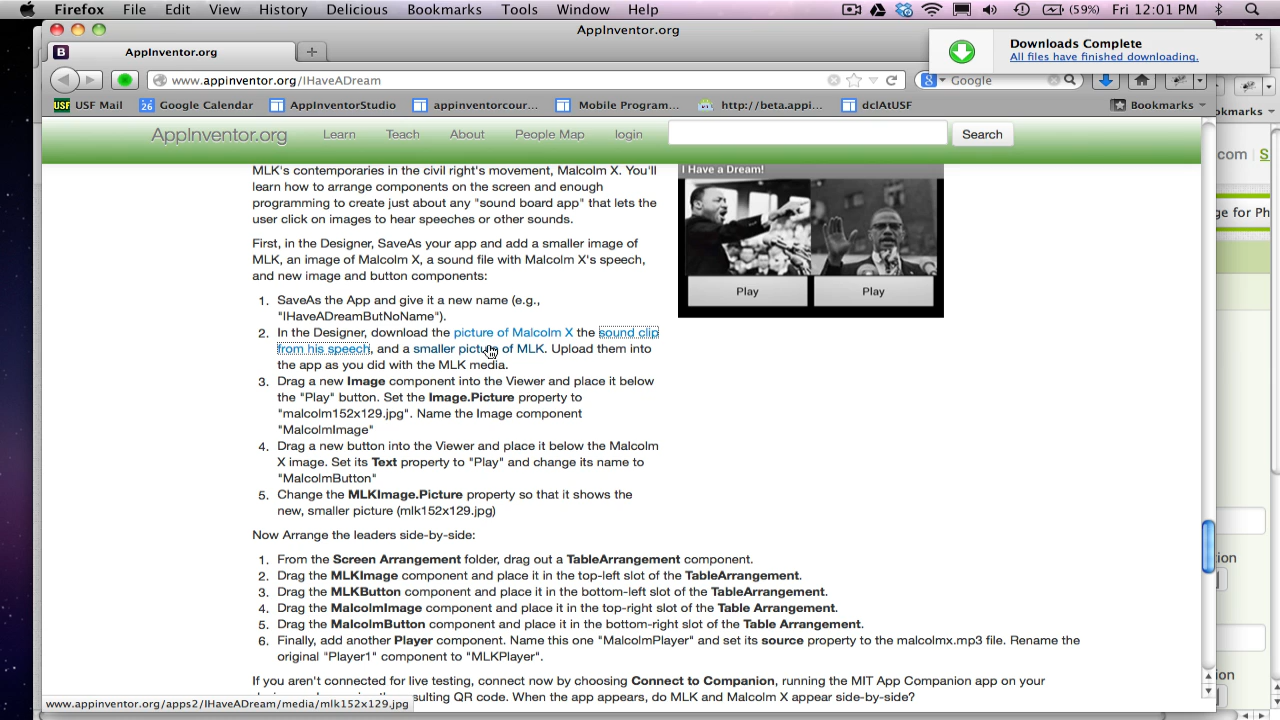 Firefox File Edit View History Delicious Bookmarks Tools Window Help (59%) Fri 12:01 PM
AppInventor.org
Downloads Complete
All files have finished downloading.
B AppInventor.org
www.appinventor.org/IHaveADream Google
USF USF Mail 26 Google Calendar AppInventorStudio appinventorcour... Mobile Program... http://beta.appi... dclAtUSF Bookmarks
okmarks
AppInventor.org Learn Teach About People Map login Search
com S
MLK's contemporaries in the civil right's movement, Malcolm X. You'll
learn how to arrange components on the screen and enough
programming to create just about any "sound board app" that lets the
user click on images to hear speeches or other sounds.
I Have a Dream!
Play Play
ge for Ph
First, in the Designer, SaveAs your app and add a smaller image of
MLK, an image of Malcolm X, a sound file with Malcolm X's speech,
and new image and button components:
1. SaveAs the App and give it a new name (e.g.,
"IHaveADreamButNoName").
2. In the Designer, download the picture of Malcolm X the sound clip
from his speech, and a smaller picture of MLK. Upload them into
the app as you did with the MLK media.
3. Drag a new Image component into the Viewer and place it below
the "Play" button. Set the Image.Picture property to
"malcolm152x129.jpg". Name the Image component
"MalcolmImage"
4. Drag a new button into the Viewer and place it below the Malcolm
X image. Set its Text property to "Play" and change its name to
"MalcolmButton"
5. Change the MLKImage.Picture property so that it shows the
new, smaller picture (mlk152x129.jpg)
Now Arrange the leaders side-by-side:
1. From the Screen Arrangement folder, drag out a TableArrangement component.
2. Drag the MLKImage component and place it in the top-left slot of the TableArrangement.
3. Drag the MLKButton component and place it in the bottom-left slot of the TableArrangement.
4. Drag the MalcolmImage component and place it in the top-right slot of the Table Arrangement.
5. Drag the MalcolmButton component and place it in the bottom-right slot of the Table Arrangement.
6. Finally, add another Player component. Name this one "MalcolmPlayer" and set its source property to the malcolmx.mp3 file. Rename the
original "Player1" component to "MLKPlayer".
If you aren't connected for live testing, connect now by choosing Connect to Companion, running the MIT App Companion app on your
sulting QR code. When the app appears, do MLK and Malcolm X appear side-by-side?
www.appinventor.org/apps2/IHaveADream/media/mlk152x129.jpg
ion
ion